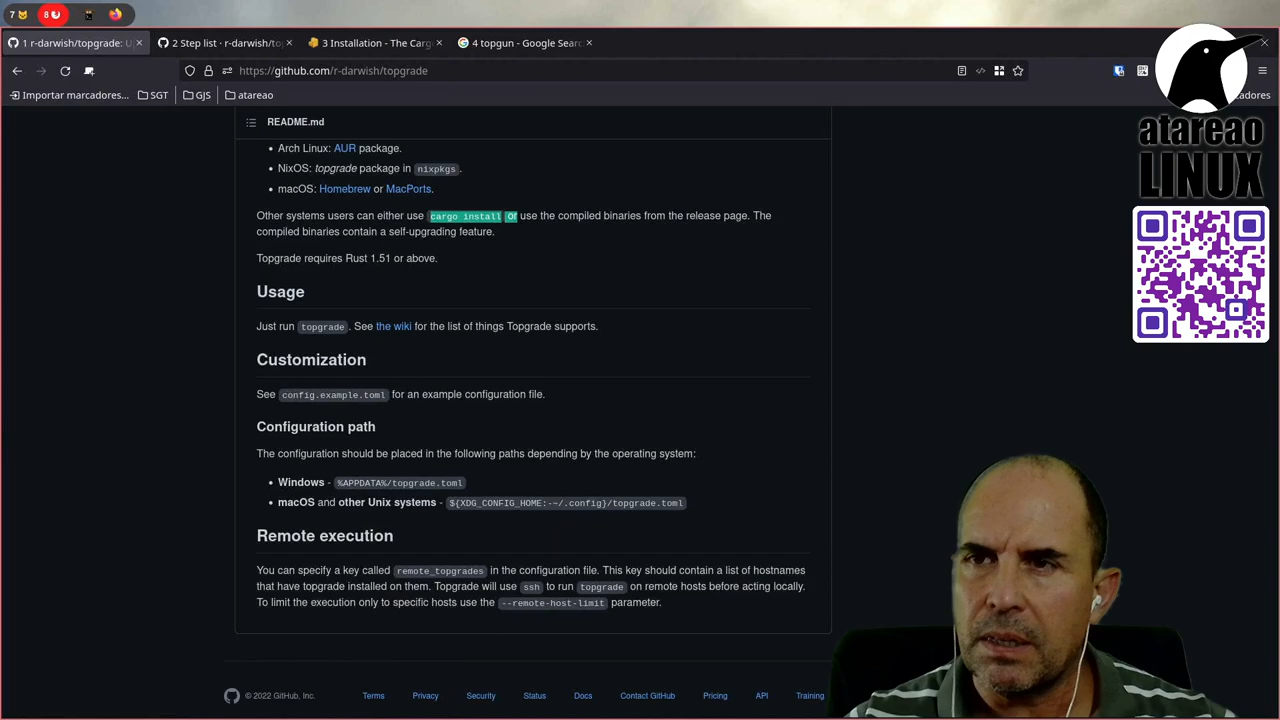 7 8
1 r-darwish/topgrade: U
2 Step list · r-darwish/top
3 Installation - The Carg
4 topgun - Google Searc
https://github.com/r-darwish/topgrade
Importar marcadores... SGT GJS atareao
cadores
README.md
atareao
LINUX
Arch Linux: AUR package.
NixOS: topgrade package in nixpkgs.
macOS: Homebrew or MacPorts.
Other systems users can either use cargo install or use the compiled binaries from the release page. The
compiled binaries contain a self-upgrading feature.
Topgrade requires Rust 1.51 or above.
Usage
Just run topgrade. See the wiki for the list of things Topgrade supports.
Customization
See config.example.toml for an example configuration file.
Configuration path
The configuration should be placed in the following paths depending by the operating system:
Windows - %APPDATA%/topgrade.toml
macOS and other Unix systems - ${XDG_CONFIG_HOME:-~/.config}/topgrade.toml
Remote execution
You can specify a key called remote_topgrades in the configuration file. This key should contain a list of hostnames
that have topgrade installed on them. Topgrade will use ssh to run topgrade on remote hosts before acting locally.
To limit the execution only to specific hosts use the --remote-host-limit parameter.
© 2022 GitHub, Inc. Terms Privacy Security Status Docs Contact GitHub Pricing API Training